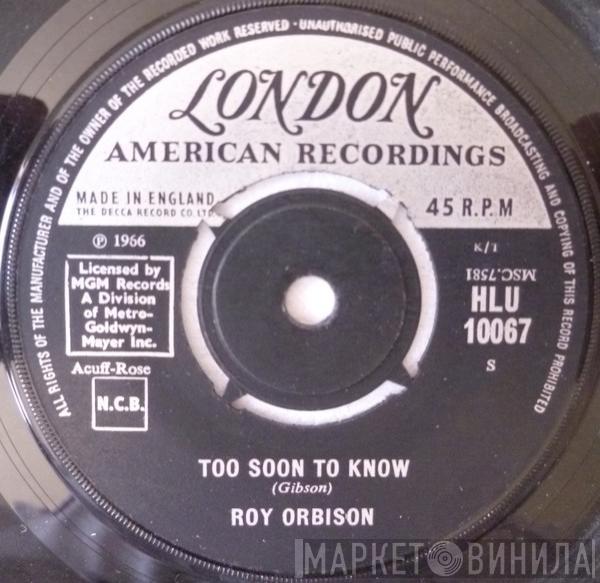 ALL RIGHTS OF THE MANUFACTURER AND OF THE OWNER OF THE RECORDED WORK RESERVED · UNAUTHORISED PUBLIC PERFORMANCE BROADCASTING AND COPYING OF THIS RECORD PROHIBITED
LONDON
AMERICAN RECORDINGS
MADE IN ENGLAND
THE DECCA RECORD CO. LTD.
45 R.P.M
℗ 1966
Licensed by
MGM Records
A Division
of Metro-
Goldwyn-
Mayer Inc.
Acuff-Rose
N.C.B.
MSC.7581
HLU
10067
S
TOO SOON TO KNOW
(Gibson)
ROY ORBISON
МАРКЕТ ВИНИЛА